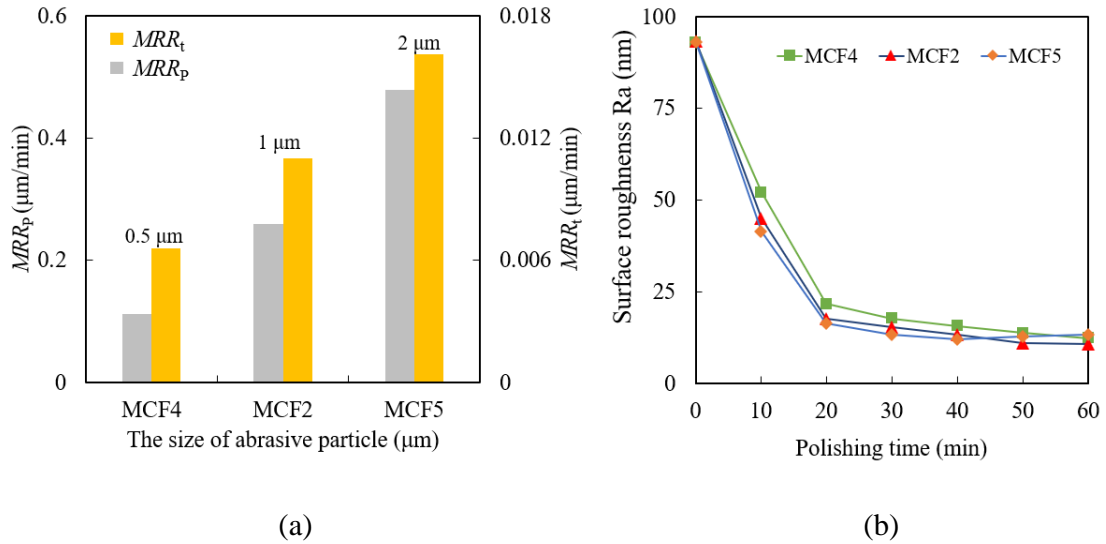 0.6
0.4
0.2
0
MRRp (μm/min)
MRRt
MRRp
0.5 μm
1 μm
2 μm
0.018
0.012
0.006
0
MRRt (μm/min)
MCF4 MCF2 MCF5
The size of abrasive particle (μm)
(a)
100
75
50
25
0
Surface roughnenss Ra (nm)
MCF4 MCF2 MCF5
0 10 20 30 40 50 60
Polishing time (min)
(b)